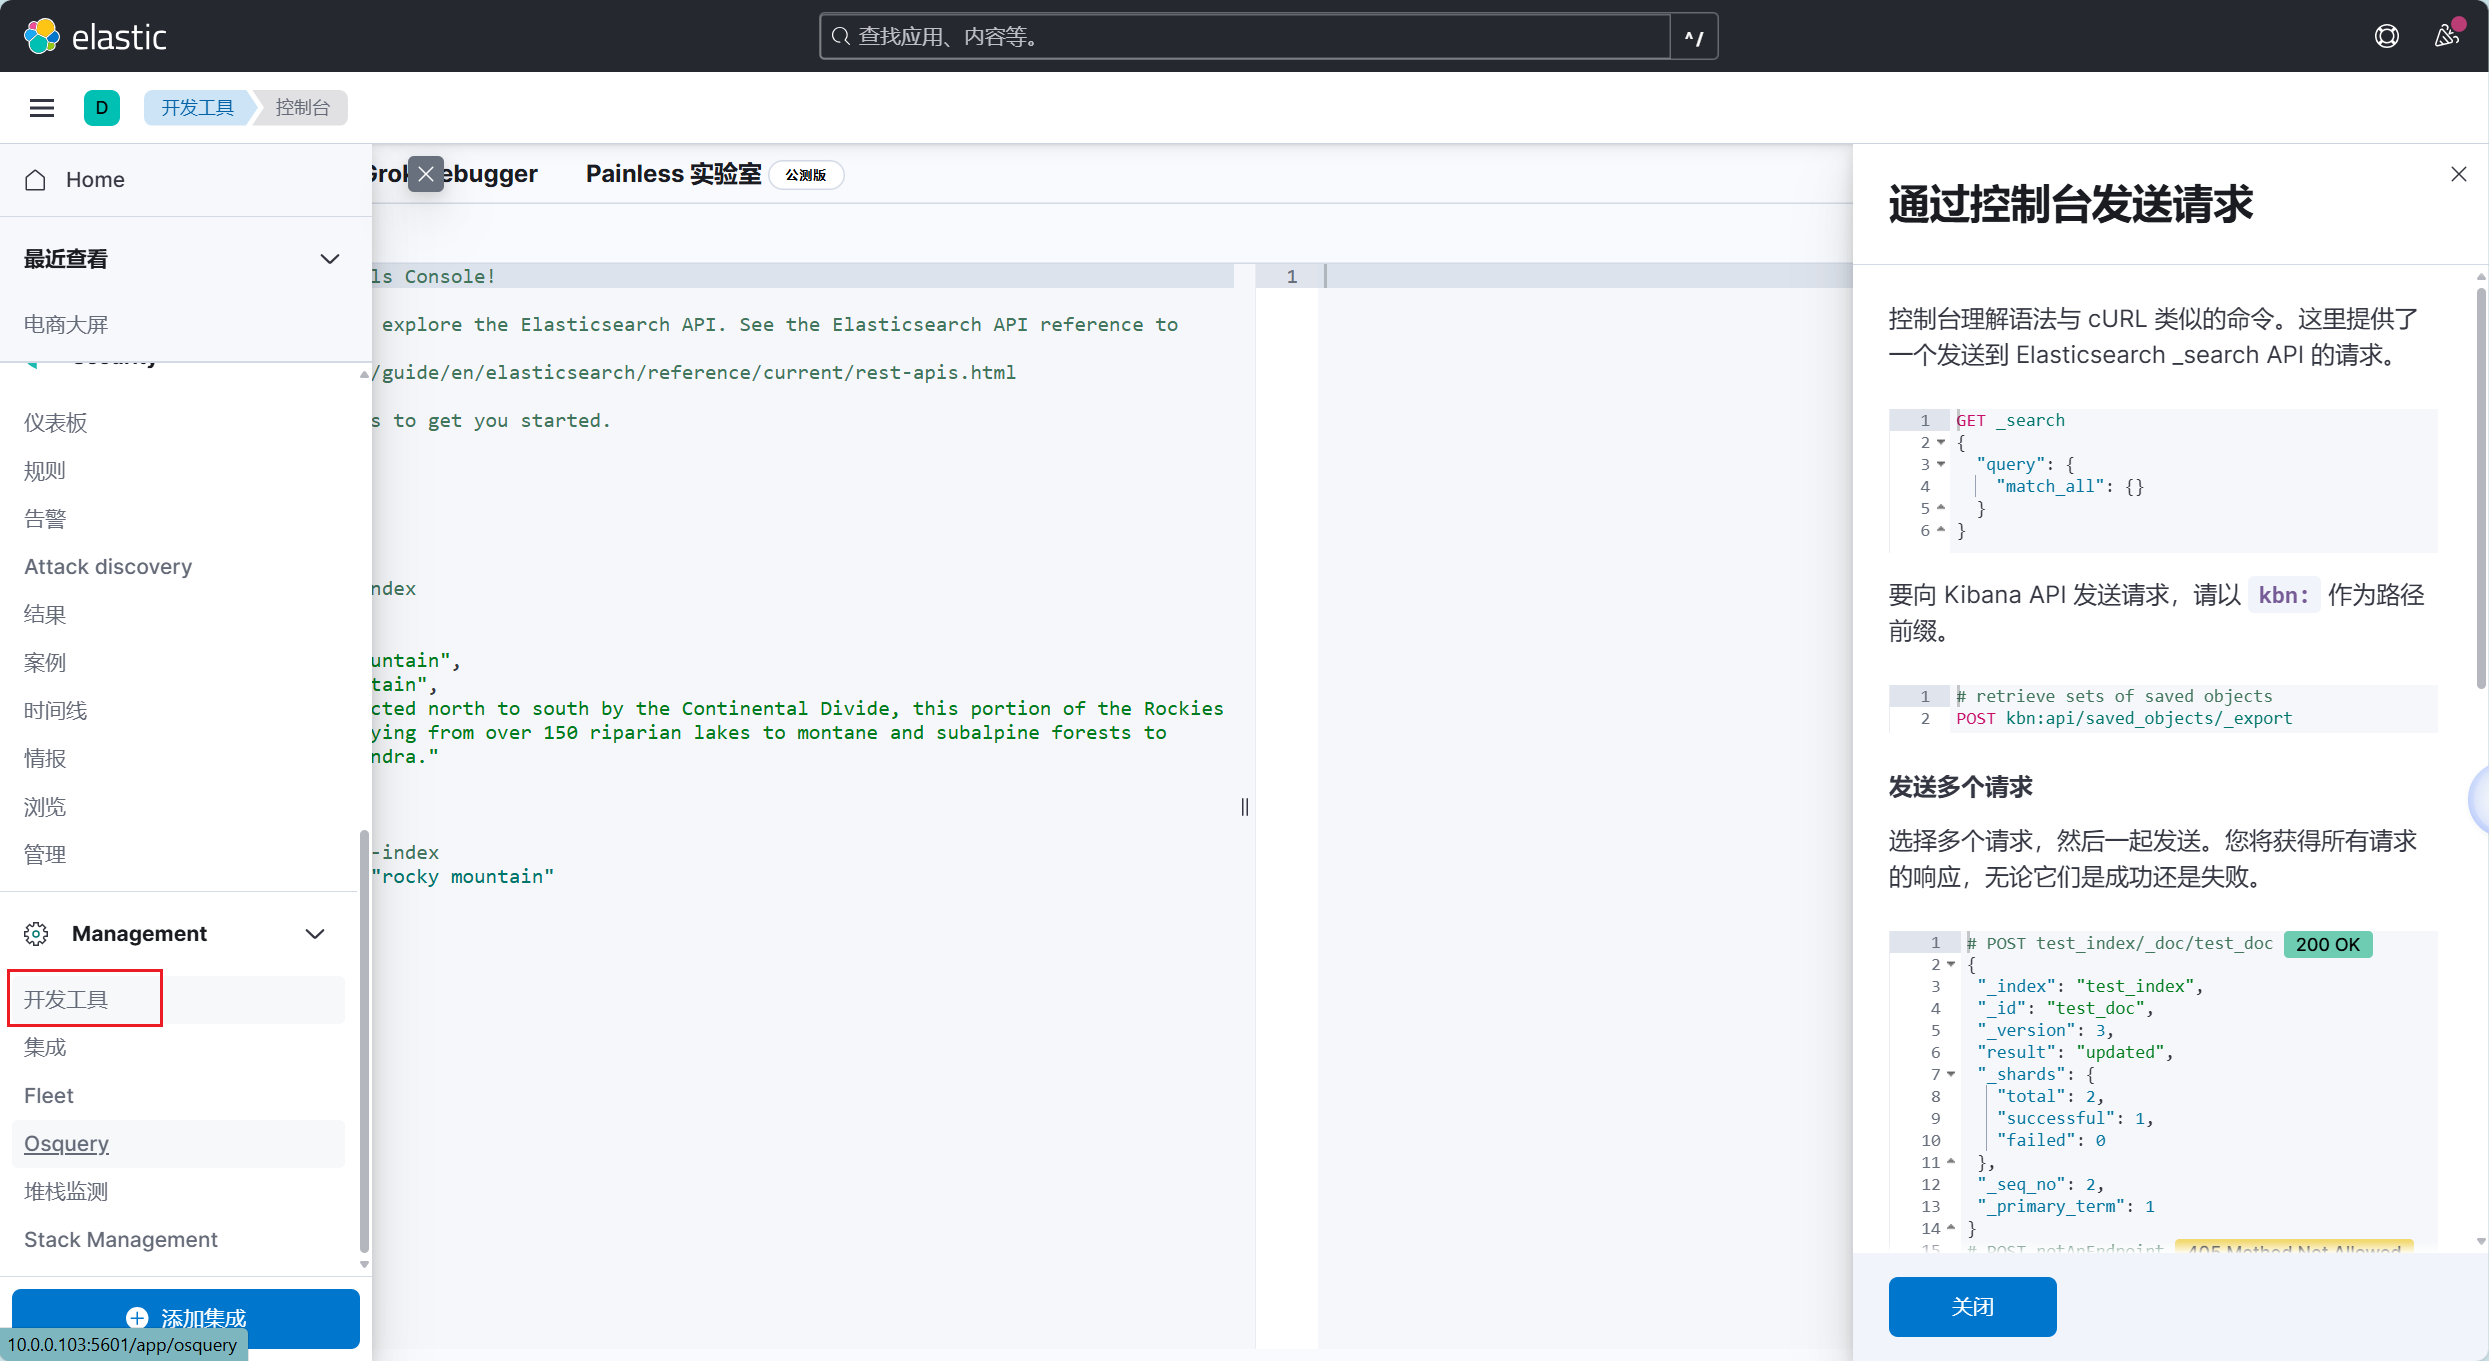 elastic
查找应用、内容等。
^/
D
开发工具
控制台
Home
最近查看
电商大屏
仪表板
规则
告警
Attack discovery
结果
案例
时间线
情报
浏览
管理
Management
开发工具
集成
Fleet
Osquery
堆栈监测
Stack Management
添加集成
10.0.0.103:5601/app/osquery
Painless 实验室 公测版
ls Console!
explore the Elasticsearch API. See the Elasticsearch API reference to
/guide/en/elasticsearch/reference/current/rest-apis.html
s to get you started.
ndex
untain",
tain",
cted north to south by the Continental Divide, this portion of the Rockies
ying from over 150 riparian lakes to montane and subalpine forests to
ndra."
-index
"rocky mountain"
1
通过控制台发送请求
控制台理解语法与 cURL 类似的命令。这里提供了
一个发送到 Elasticsearch _search API 的请求。
1 GET _search
2 {
3 "query": {
4 "match_all": {}
5 }
6 }
要向 Kibana API 发送请求，请以 kbn: 作为路径
前缀。
1 # retrieve sets of saved objects
2 POST kbn:api/saved_objects/_export
发送多个请求
选择多个请求，然后一起发送。您将获得所有请求
的响应，无论它们是成功还是失败。
1 # POST test_index/_doc/test_doc 200 OK
2 {
3 "_index": "test_index",
4 "_id": "test_doc",
5 "_version": 3,
6 "result": "updated",
7 "_shards": {
8 "total": 2,
9 "successful": 1,
10 "failed": 0
11 },
12 "_seq_no": 2,
13 "_primary_term": 1
14 }
15 # POST notAnEndpoint 405 Method Not Allowed
关闭